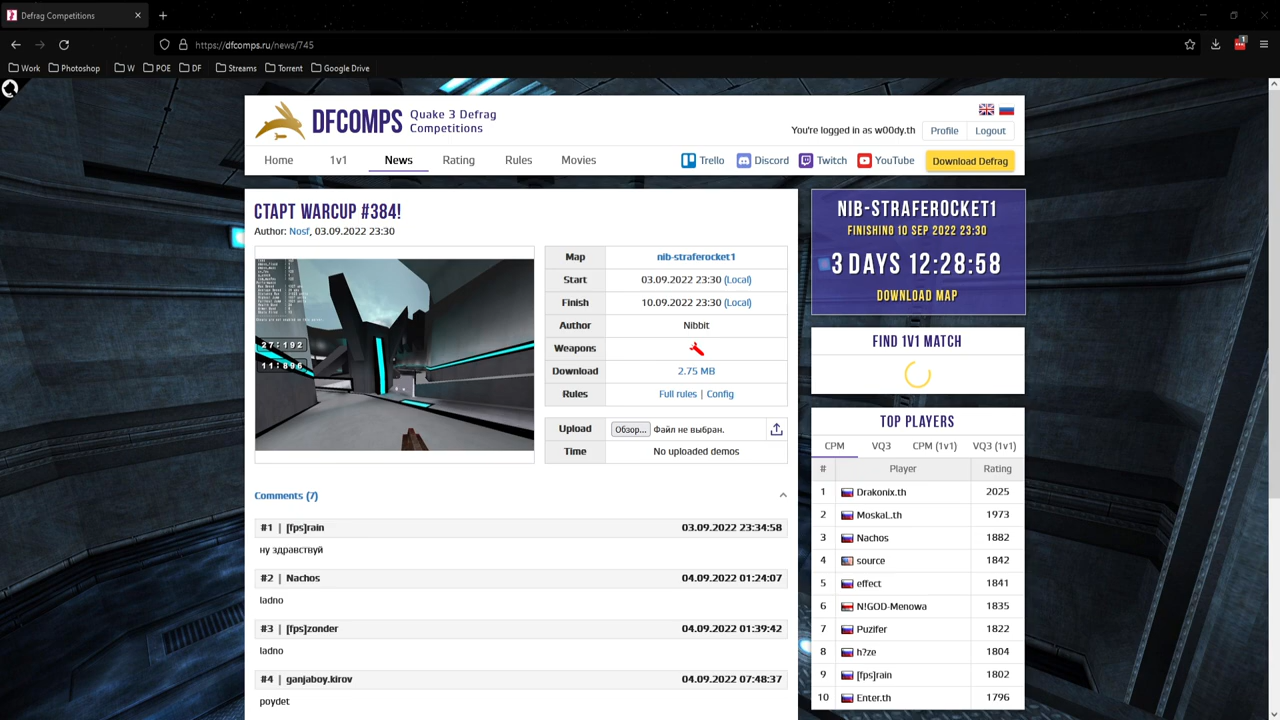 Defrag Competitions
https://dfcomps.ru/news/745
1
Work Photoshop W POE DF Streams Torrent Google Drive
DFCOMPS
Quake 3 Defrag
Competitions
You're logged in as w00dy.th Profile Logout
Home 1v1 News Rating Rules Movies Trello Discord Twitch YouTube Download Defrag
СТАРТ WARCUP #384!
Author: Nosf, 03.09.2022 23:30
27:192
11:896
Map nib-straferocket1
Start 03.09.2022 23:30 (Local)
Finish 10.09.2022 23:30 (Local)
Author Nibbit
Weapons
Download 2.75 MB
Rules Full rules | Config
Upload Обзор... Файл не выбран.
Time No uploaded demos
Comments (7)
#1 | [fps]rain 03.09.2022 23:34:58
ну здравствуй
#2 | Nachos 04.09.2022 01:24:07
ladno
#3 | [fps]zonder 04.09.2022 01:39:42
ladno
#4 | ganjaboy.kirov 04.09.2022 07:48:37
poydet
NIB-STRAFEROCKET1
FINISHING 10 SEP 2022 23:30
3 DAYS 12:28:58
DOWNLOAD MAP
FIND 1V1 MATCH
TOP PLAYERS
CPM VQ3 CPM (1v1) VQ3 (1v1)
# Player Rating
1 Drakonix.th 2025
2 MoskaL.th 1973
3 Nachos 1882
4 source 1842
5 effect 1841
6 N!GOD-Menowa 1835
7 Puzifer 1822
8 h?ze 1804
9 [fps]rain 1802
10 Enter.th 1796